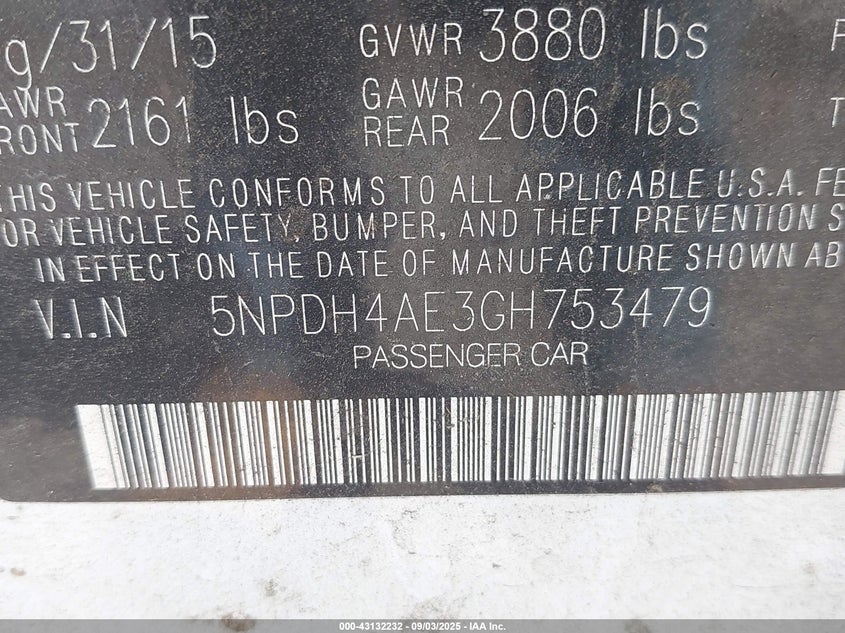 g/31/15 GVWR 3880 lbs F
AWR FRONT 2161 lbs GAWR REAR 2006 lbs T
THIS VEHICLE CONFORMS TO ALL APPLICABLE U.S.A. FE
OR VEHICLE SAFETY, BUMPER, AND THEFT PREVENTION S
IN EFFECT ON THE DATE OF MANUFACTURE SHOWN AB
V.I.N 5NPDH4AE3GH753479
PASSENGER CAR
000-43132232 - 09/03/2025 - IAA Inc.